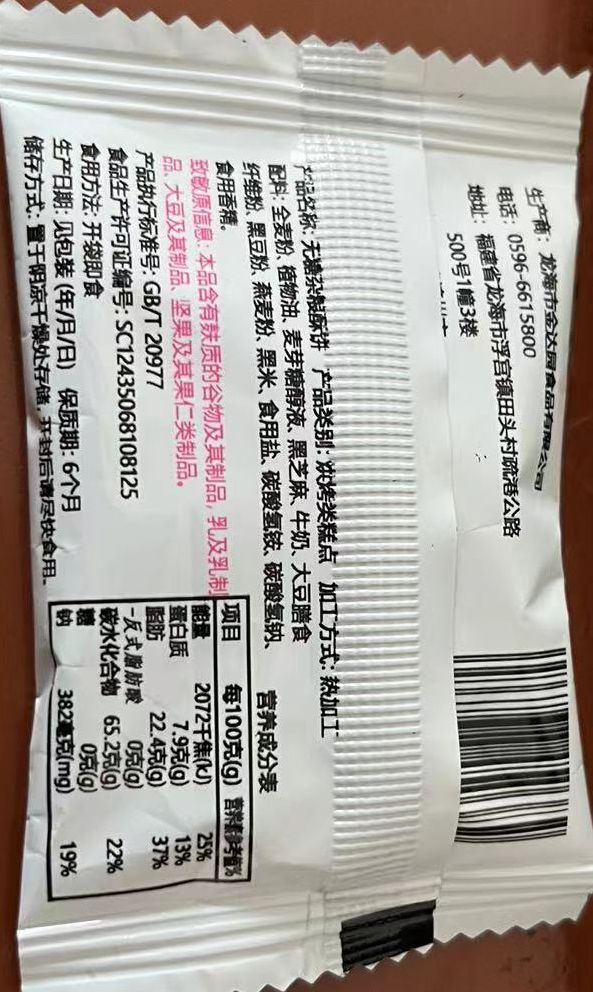 生产商：龙海市金达园食品有限公司
电话：0596-6615800
地址：福建省龙海市浮宫镇田头村疏港公路
500号1幢3楼
产品名称：无糖杂粮酥饼 产品类别：烘烤类糕点 加工方式：热加工
配料：全麦粉、植物油、麦芽糖醇液、黑芝麻、牛奶、大豆膳食
纤维粉、黑豆粉、燕麦粉、黑米、食用盐、碳酸氢铵、碳酸氢钠、
食用香精。
致敏原信息：本品含有麸质的谷物及其制品, 乳及乳制
品、大豆及其制品、坚果及其果仁类制品。
产品执行标准号：GB/T 20977
食品生产许可证编号：SC12435068108125
食用方法：开袋即食
生产日期：见包装 (年/月/日) 保质期：6个月
储存方式：置于阴凉干燥处存储，开封后请尽快食用。
营养成分表
项目 每100克(g) 营养素参考值%
能量 2072千焦(kJ) 25%
蛋白质 7.9克(g) 13%
脂肪 22.4克(g) 37%
-反式脂肪酸 0克(g)
碳水化合物 65.2克(g) 22%
糖 0克(g)
钠 382毫克(mg) 19%